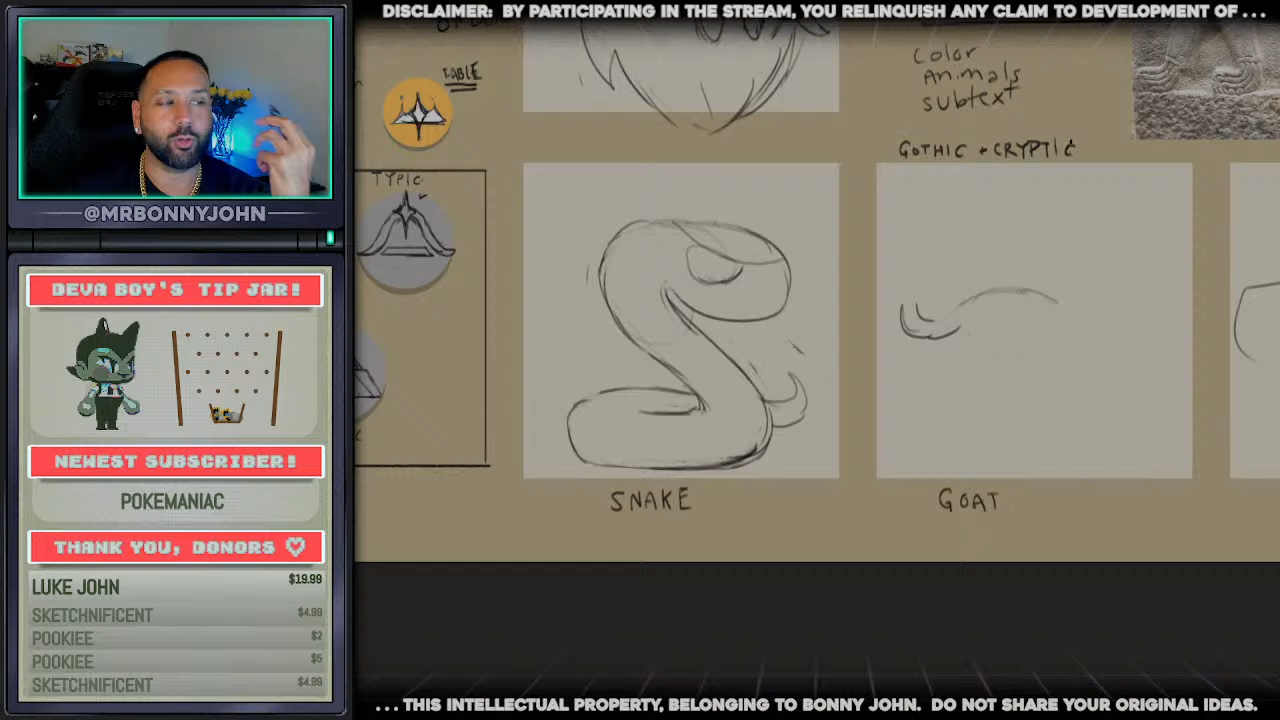 DISCLAIMER: BY PARTICIPATING IN THE STREAM, YOU RELINQUISH ANY CLAIM TO DEVELOPMENT OF . . .
@MRBONNYJOHN
DEVA BOY'S TIP JAR!
NEWEST SUBSCRIBER!
POKEMANIAC
THANK YOU, DONORS
LUKE JOHN $19.99
SKETCHNIFICENT $4.99
POOKIEE $2
POOKIEE $5
SKETCHNIFICENT $4.99
TABLE
TYPIC
Color
Animals
subtext
GOTHIC + CRYPTIC
SNAKE
GOAT
. . . THIS INTELLECTUAL PROPERTY, BELONGING TO BONNY JOHN. DO NOT SHARE YOUR ORIGINAL IDEAS.